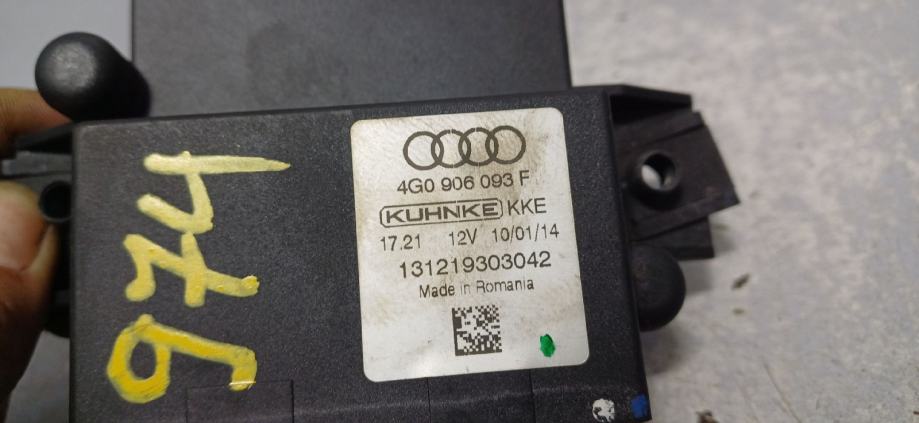 974
4G0 906 093 F
KUHNKE KKE
17.21 12V 10/01/14
131219303042
Made in Romania